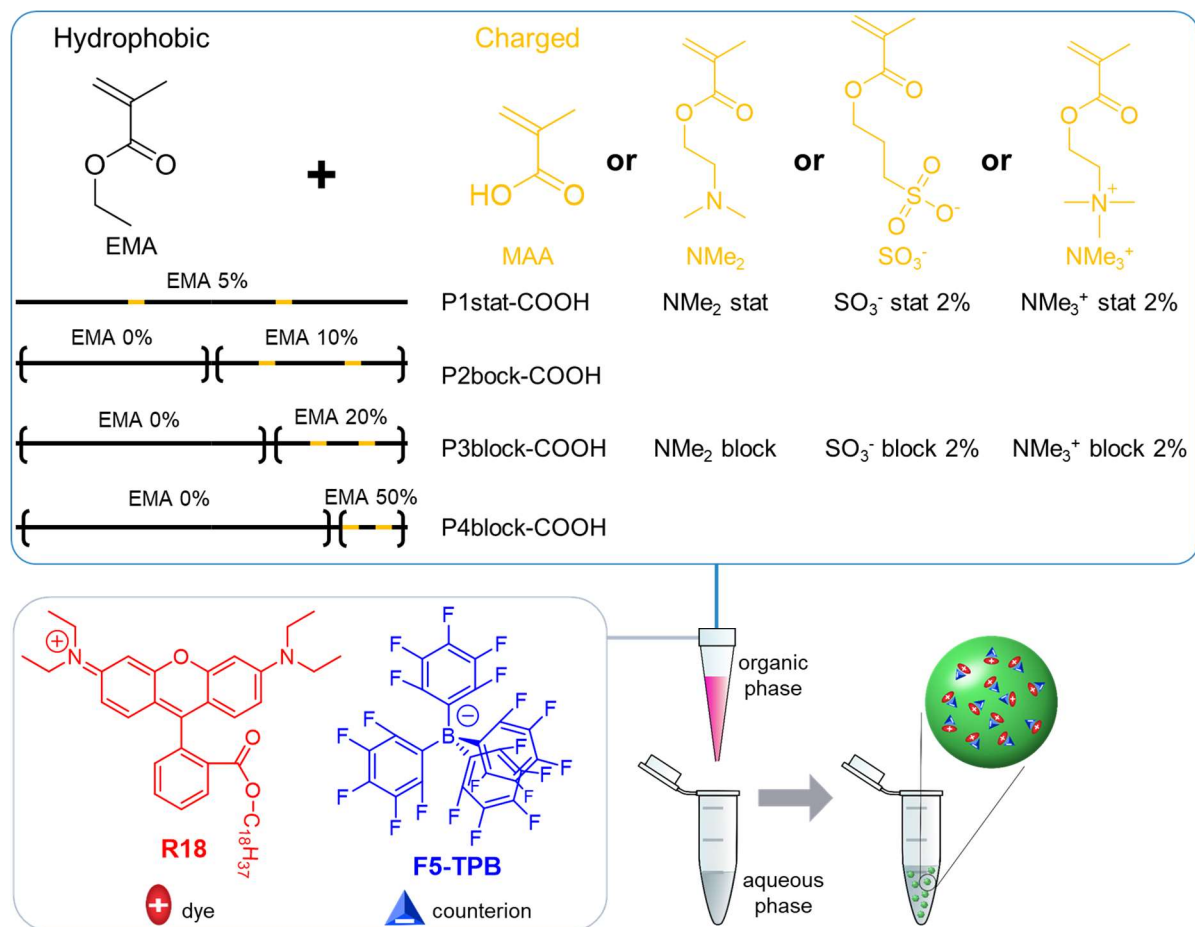 Hydrophobic
Charged
EMA
+
HO
O
O
O
O
N
O
O
O
S
O
O-
O
O
N+
or
or
or
MAA
NMe2
SO3-
NMe3+
EMA 5%
P1stat-COOH
NMe2 stat
SO3- stat 2%
NMe3+ stat 2%
EMA 0%
EMA 10%
P2bock-COOH
EMA 0%
EMA 20%
P3block-COOH
NMe2 block
SO3- block 2%
NMe3+ block 2%
EMA 0%
EMA 50%
P4block-COOH
N
O
N
O
O-C18H37
R18
dye
F
F
F
F
F
F
F
F
F
F
B
F
F
F
F
F
F
F
F
F
F
F5-TPB
counterion
organic
phase
aqueous
phase